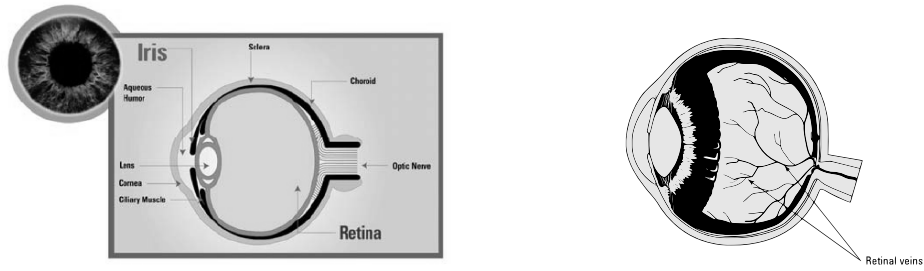 Iris
Sclera
Choroid
Aqueous
Humor
Lens
Optic Nerve
Cornea
Ciliary Muscle
Retina
Retinal veins